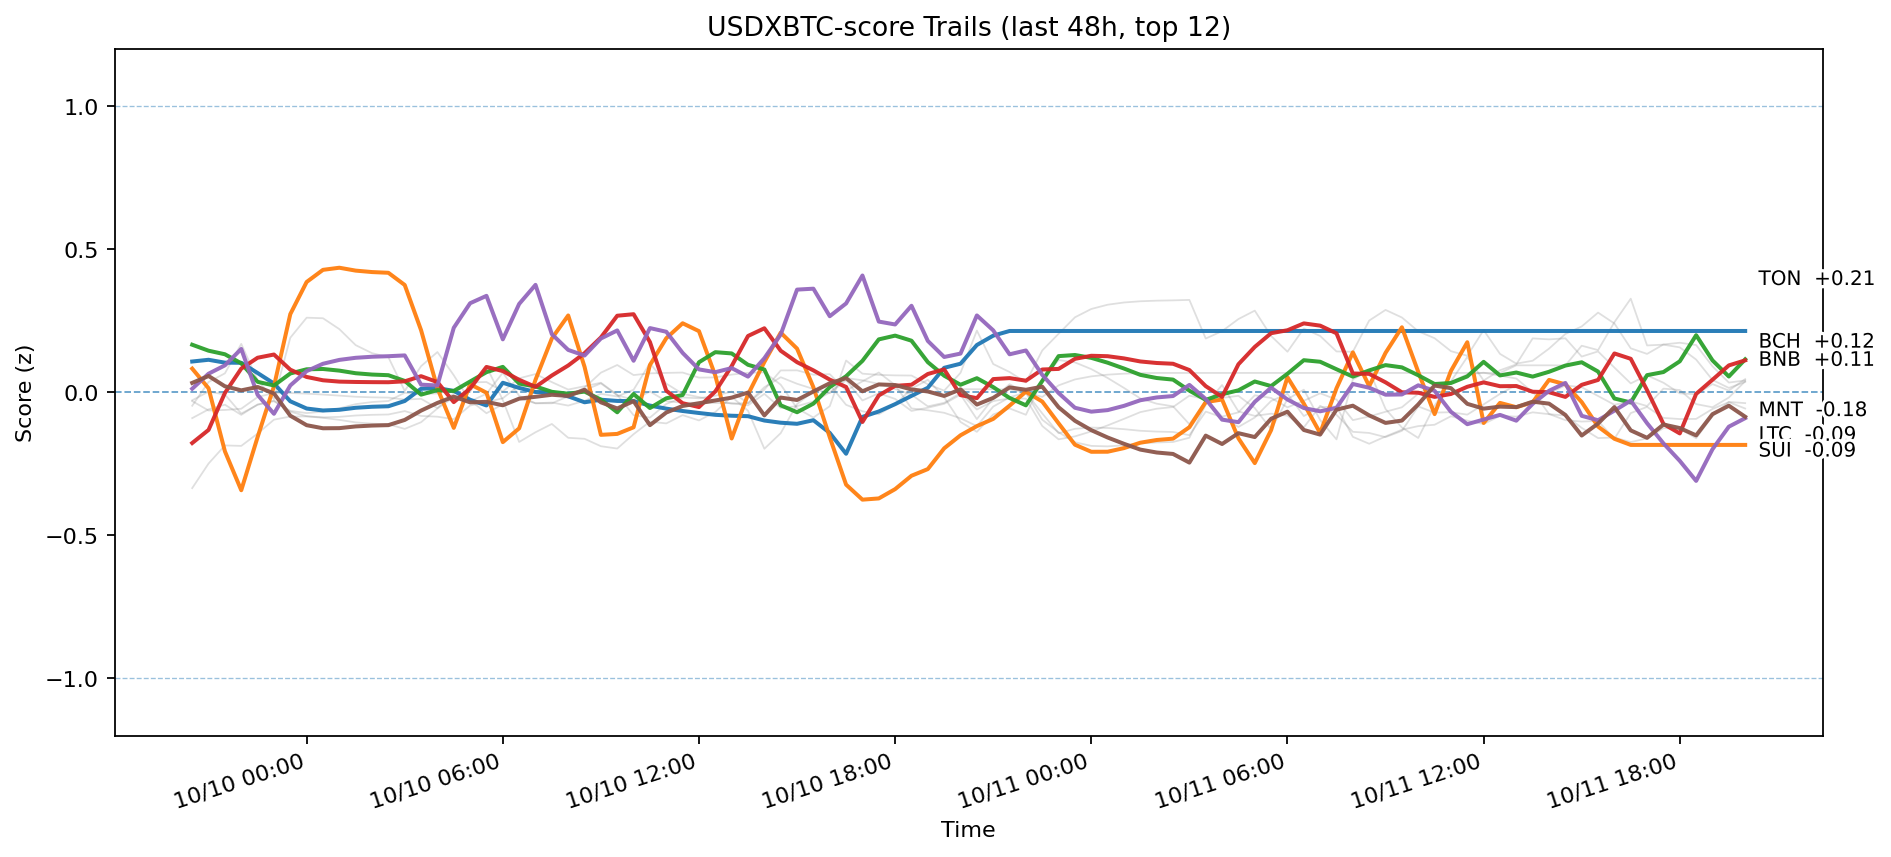 USDXBTC-score Trails (last 48h, top 12)
Score (z)
1.0
0.5
0.0
−0.5
−1.0
TON +0.21
BCH +0.12
BNB +0.11
MNT -0.18
LTC -0.09
SUI -0.09
10/10 00:00
10/10 06:00
10/10 12:00
10/10 18:00
10/11 00:00
10/11 06:00
10/11 12:00
10/11 18:00
Time